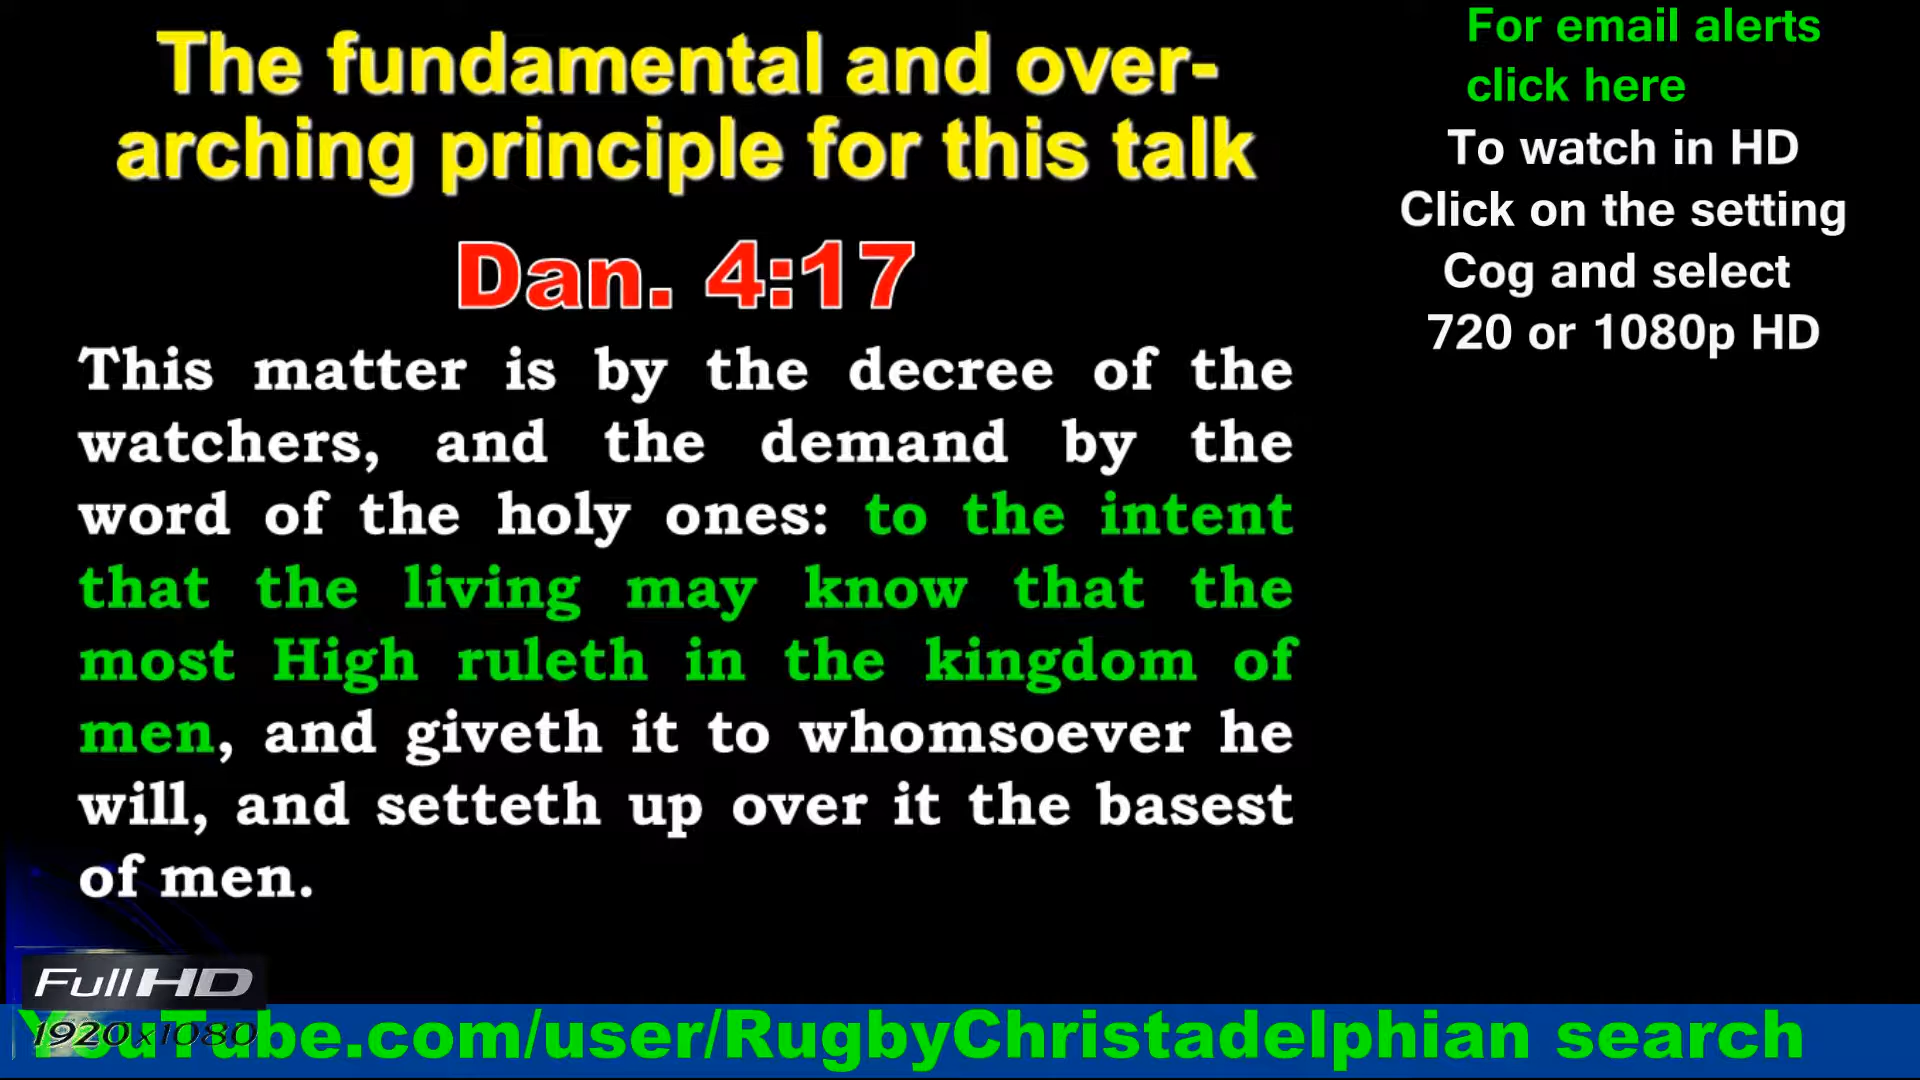 The fundamental and over-
arching principle for this talk
Dan. 4:17
This matter is by the decree of the
watchers, and the demand by the
word of the holy ones: to the intent
that the living may know that the
most High ruleth in the kingdom of
men, and giveth it to whomsoever he
will, and setteth up over it the basest
of men.
For email alerts
click here
To watch in HD
Click on the setting
Cog and select
720 or 1080p HD
Full HD
1920x1080
YouTube.com/user/RugbyChristadelphian search